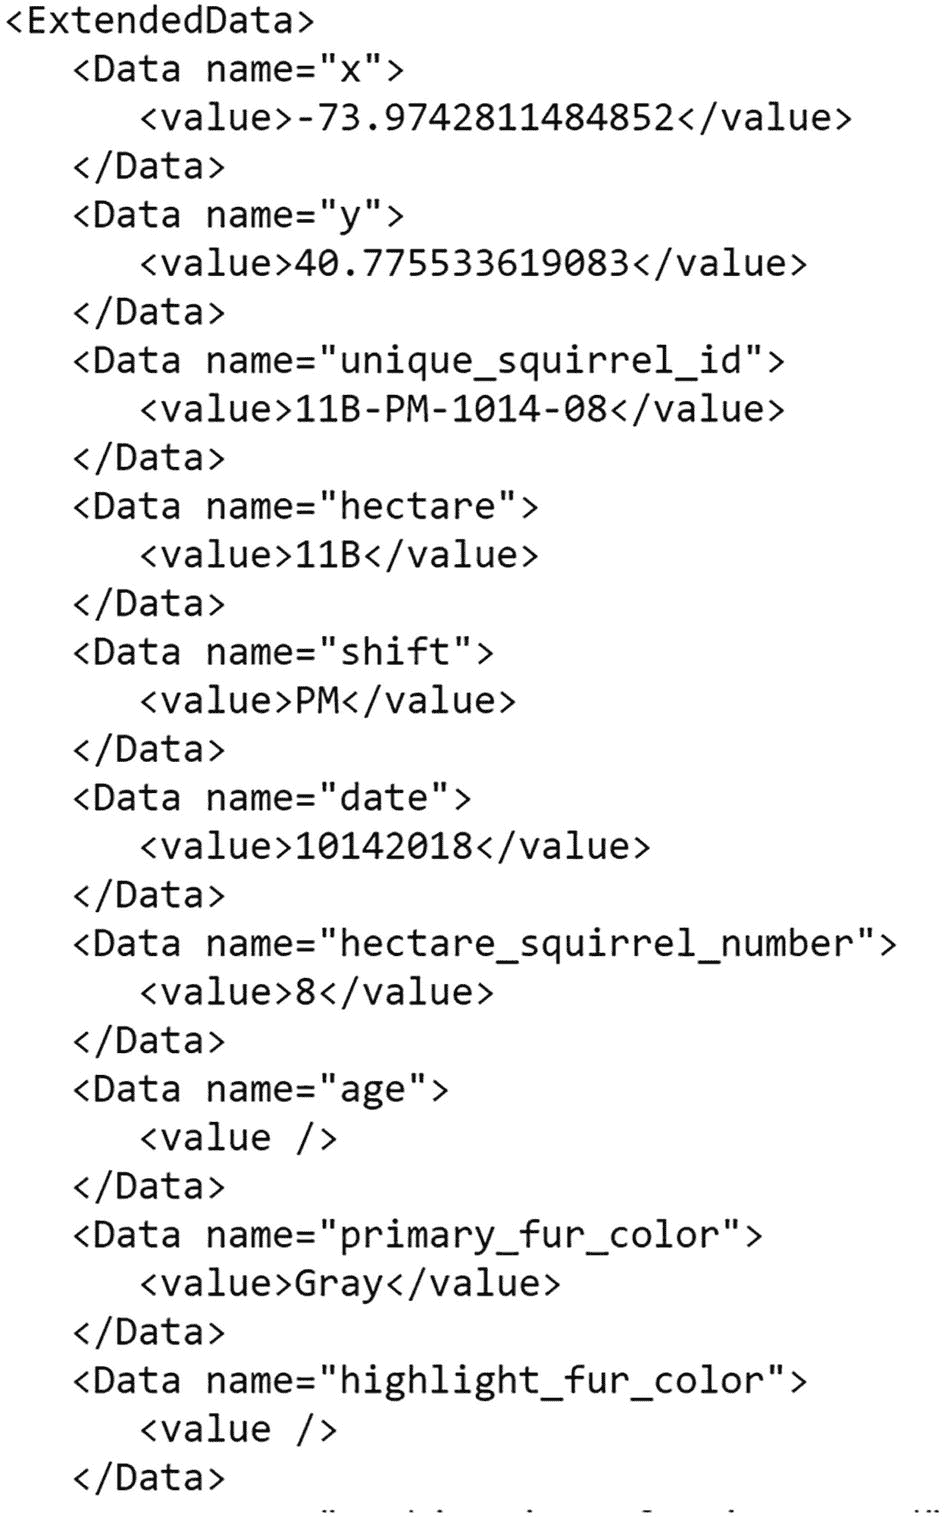 <ExtendedData>
   <Data name="x">
      <value>-73.9742811484852</value>
   </Data>
   <Data name="y">
      <value>40.775533619083</value>
   </Data>
   <Data name="unique_squirrel_id">
      <value>11B-PM-1014-08</value>
   </Data>
   <Data name="hectare">
      <value>11B</value>
   </Data>
   <Data name="shift">
      <value>PM</value>
   </Data>
   <Data name="date">
      <value>10142018</value>
   </Data>
   <Data name="hectare_squirrel_number">
      <value>8</value>
   </Data>
   <Data name="age">
      <value />
   </Data>
   <Data name="primary_fur_color">
      <value>Gray</value>
   </Data>
   <Data name="highlight_fur_color">
      <value />
   </Data>